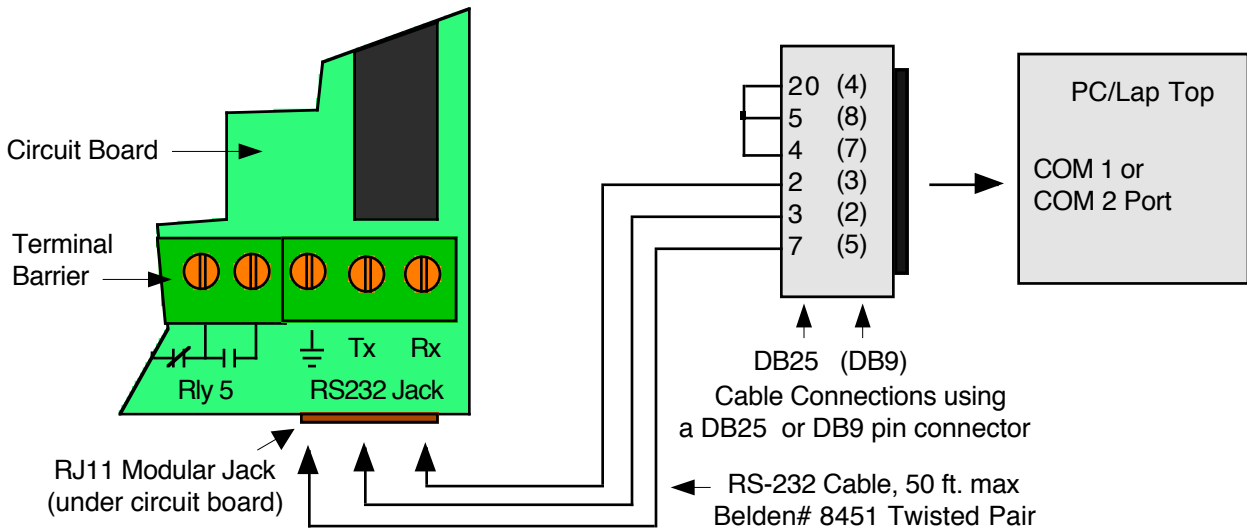 Circuit Board
Terminal
Barrier
Tx Rx
Rly 5 RS232 Jack
RJ11 Modular Jack
(under circuit board)
20 (4)
5 (8)
4 (7)
2 (3)
3 (2)
7 (5)
DB25 (DB9)
Cable Connections using
a DB25 or DB9 pin connector
RS-232 Cable, 50 ft. max
Belden# 8451 Twisted Pair
PC/Lap Top
COM 1 or
COM 2 Port